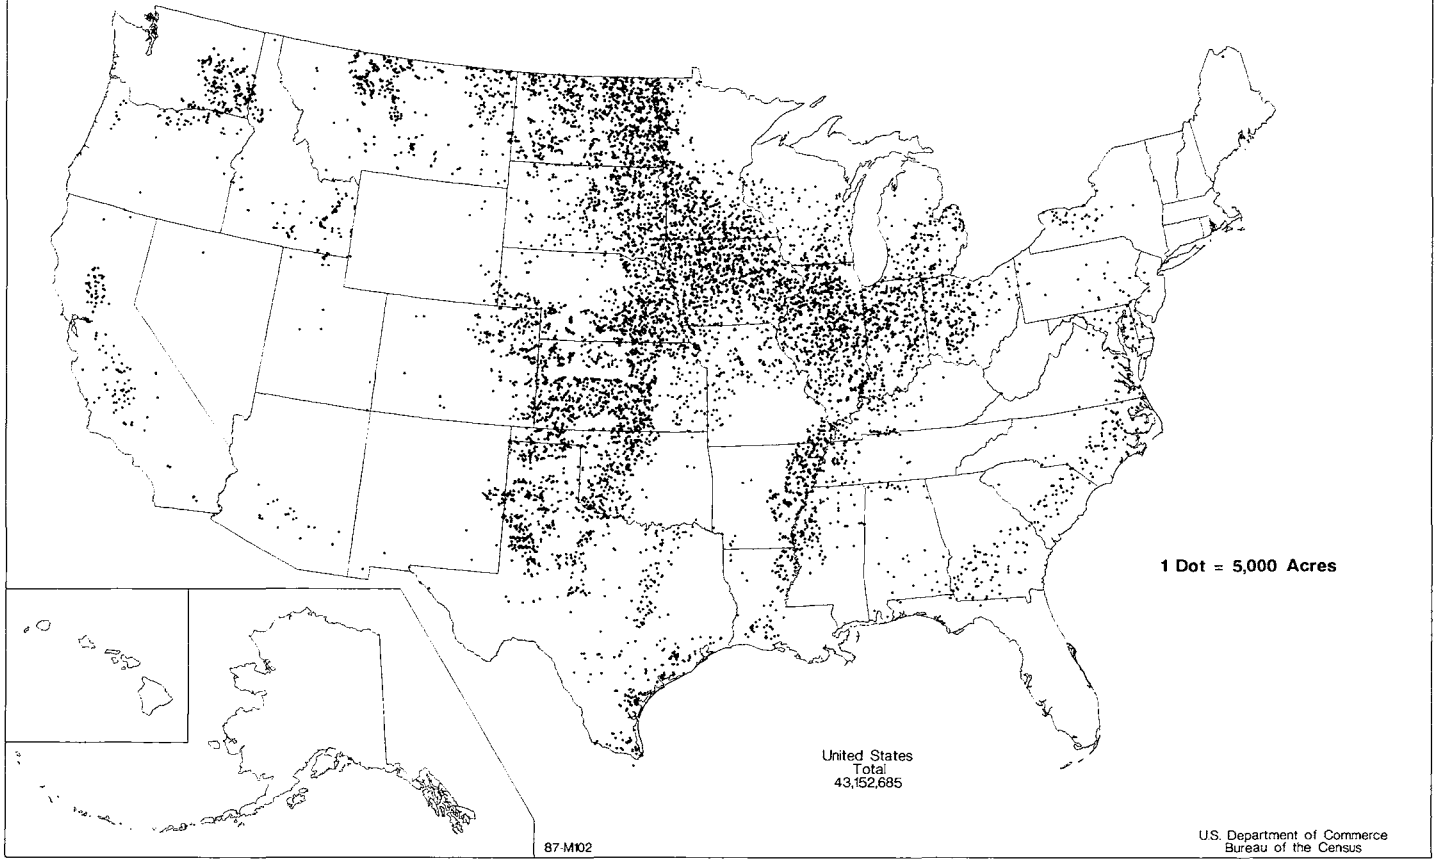 1 Dot = 5,000 Acres
United States
Total
43,152,685
87-M102
U.S. Department of Commerce
Bureau of the Census